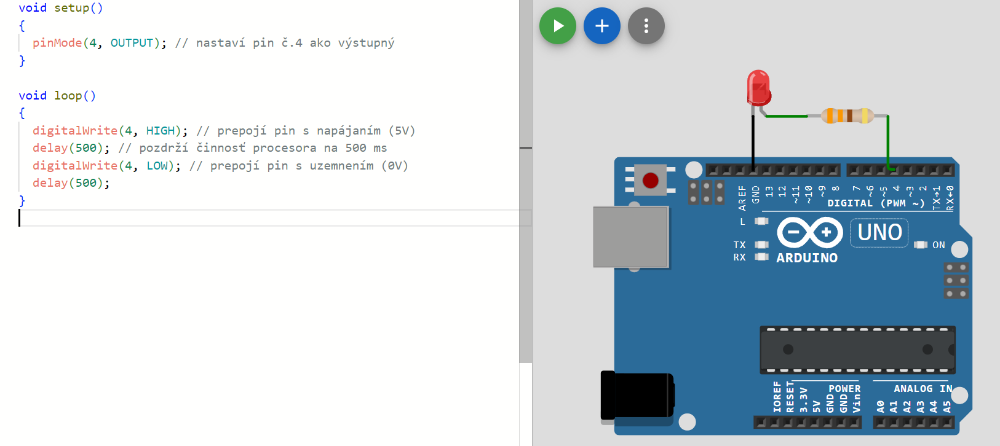 void setup()
{
pinMode(4, OUTPUT); // nastaví pin č.4 ako výstupný
}
void loop()
{
digitalWrite(4, HIGH); // prepojí pin s napájaním (5V)
delay(500); // pozdrží činnosť procesora na 500 ms
digitalWrite(4, LOW); // prepojí pin s uzemnením (0V)
delay(500);
}
AREF
GND
13
12
~11
~10
~9
8
7
~6
~5
4
~3
2
TX→1
RX←0
DIGITAL (PWM ~)
L
TX
RX
UNO
ON
ARDUINO
POWER
ANALOG IN
IOREF
RESET
3.3V
5V
GND
GND
Vin
A0
A1
A2
A3
A4
A5